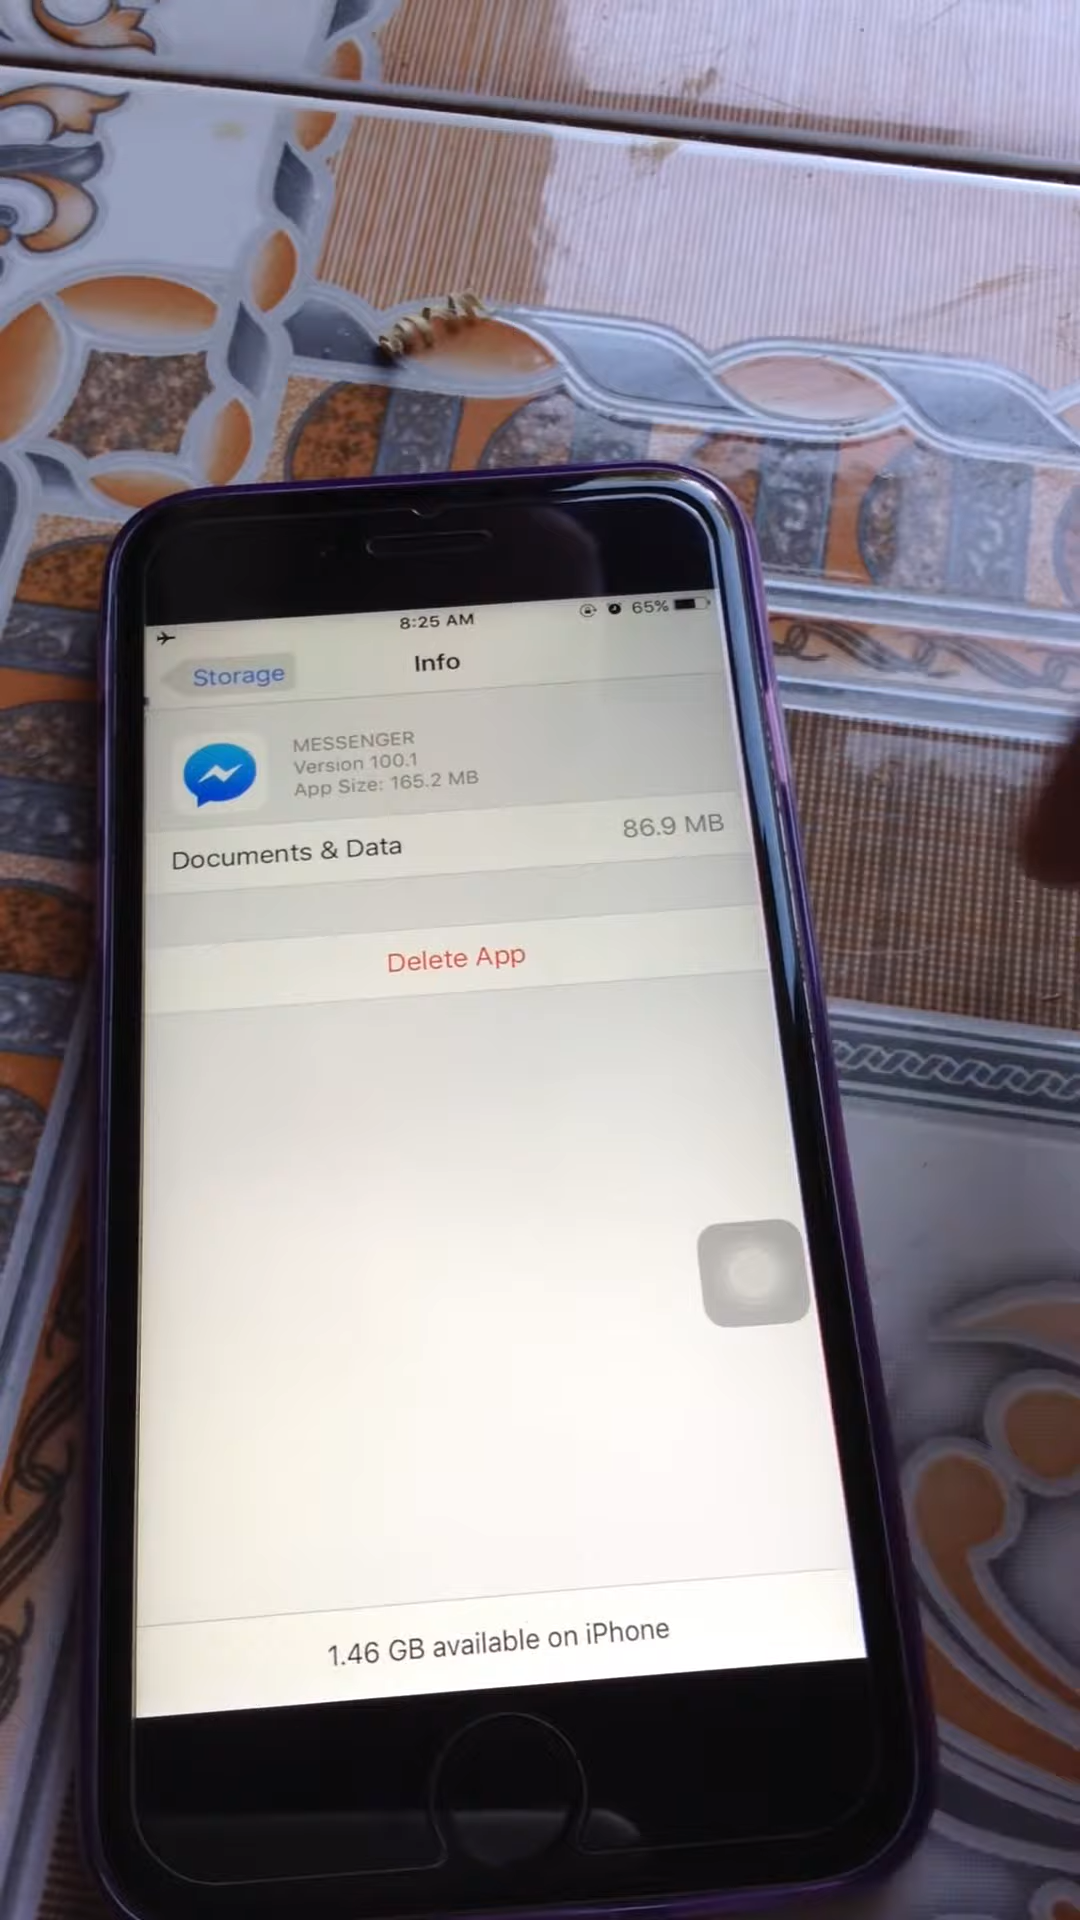 8:25 AM
65%
Storage
Info
MESSENGER
Version 100.1
App Size: 165.2 MB
Documents & Data
86.9 MB
Delete App
1.46 GB available on iPhone